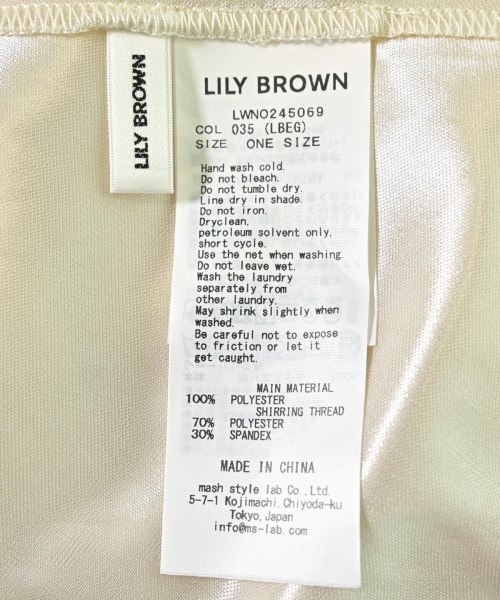 LILY BROWN
LILY BROWN
LWNO245069
COL 035 (LBEG)
SIZE ONE SIZE
Hand wash cold.
Do not bleach.
Do not tumble dry.
Line dry in shade.
Do not iron.
Dryclean,
petroleum solvent only,
short cycle.
Use the net when washing.
Do not leave wet.
Wash the laundry
separately from
other laundry.
May shrink slightly when
washed.
Be careful not to expose
to friction or let it
get caught.
MAIN MATERIAL
100% POLYESTER
SHIRRING THREAD
70% POLYESTER
30% SPANDEX
MADE IN CHINA
mash style lab Co.,Ltd.
5-7-1 Kojimachi,Chiyoda-ku
Tokyo,Japan
info@ms-lab.com